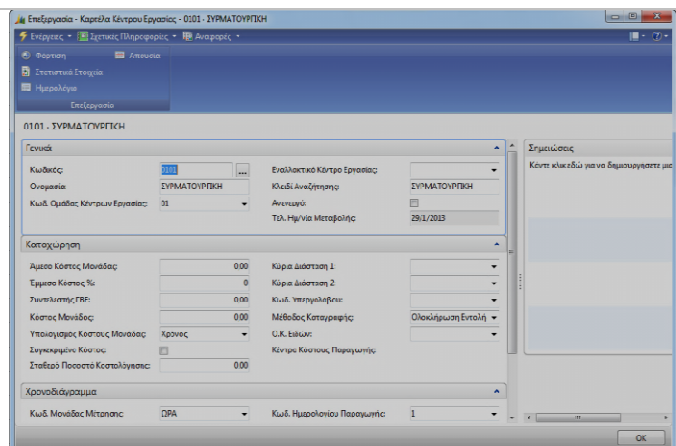 Επεξεργασία - Καρτέλα Κέντρου Εργασίας - 0101 - ΣΥΡΜΑΤΟΥΡΓΙΚΗ
Ενέργειες Σχετικές Πληροφορίες Αναφορές
Φόρτιση Απουσία
Στατιστικά Στοιχεία
Ημερολόγιο
Επεξεργασία
0101 - ΣΥΡΜΑΤΟΥΡΓΙΚΗ
Γενικά Σημειώσεις
Κωδικός: 0101 ... Εναλλακτικό Κέντρο Εργασίας: Κάντε κλικ εδώ για να δημιουργήσετε μια
Ονομασία: ΣΥΡΜΑΤΟΥΡΓΙΚΗ Κλειδί Αναζήτησης: ΣΥΡΜΑΤΟΥΡΓΙΚΗ
Κωδ. Ομάδας Κέντρων Εργασίας: 01 Ανενεργό:
Τελ. Ημ/νία Μεταβολής: 29/1/2013
Καταχώρηση
Άμεσο Κόστος Μονάδας: 0,00 Κύρια Διάσταση 1:
Έμμεσο Κόστος %: 0 Κύρια Διάσταση 2:
Συντελεστής ΓΒΕ: 0,00 Κωδ. Υπεργολάβου:
Κόστος Μονάδας: 0,00 Μέθοδος Καταγραφής: Ολοκλήρωση Εντολή
Υπολογισμός Κόστους Μονάδας: Χρόνος Ο.Κ. Ειδών:
Συγκεκριμένο Κόστος: Κέντρο Κόστους Παραγωγής:
Σταθερό Ποσοστό Κοστολόγησης: 0,00
Χρονοδιάγραμμα
Κωδ. Μονάδας Μέτρησης: ΩΡΑ Κωδ. Ημερολογίου Παραγωγής: 1
OK